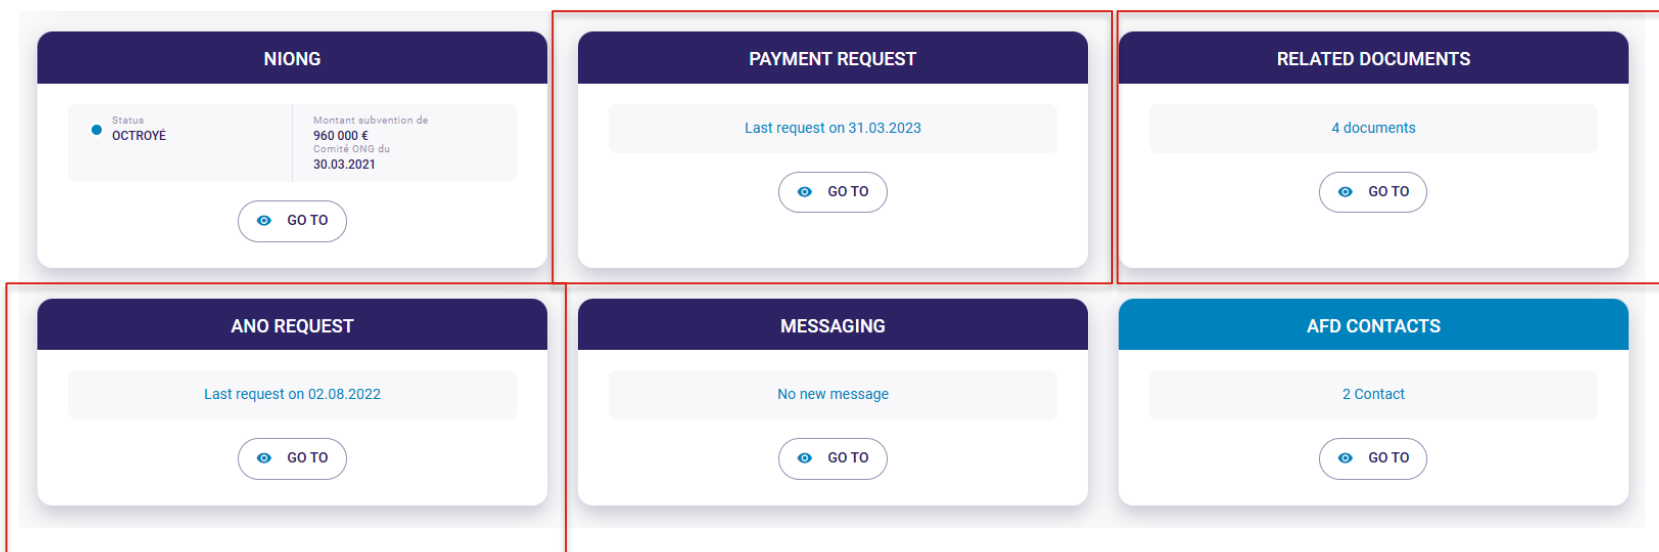 NIONG
Status
OCTROYÉ
Montant subvention de
960 000 €
Comité ONG du
30.03.2021
GO TO
PAYMENT REQUEST
Last request on 31.03.2023
GO TO
RELATED DOCUMENTS
4 documents
GO TO
ANO REQUEST
Last request on 02.08.2022
GO TO
MESSAGING
No new message
GO TO
AFD CONTACTS
2 Contact
GO TO